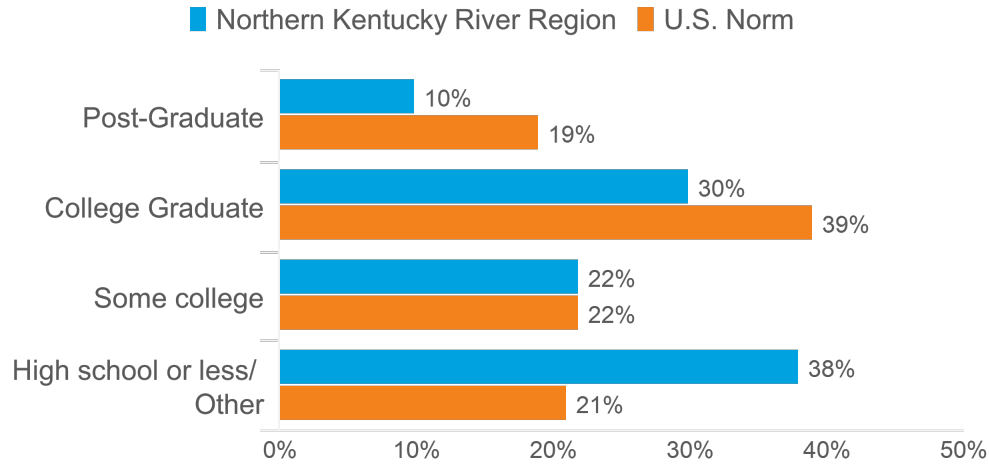 Northern Kentucky River Region U.S. Norm
Post-Graduate
10%
19%
College Graduate
30%
39%
Some college
22%
22%
High school or less/
Other
38%
21%
0% 10% 20% 30% 40% 50%